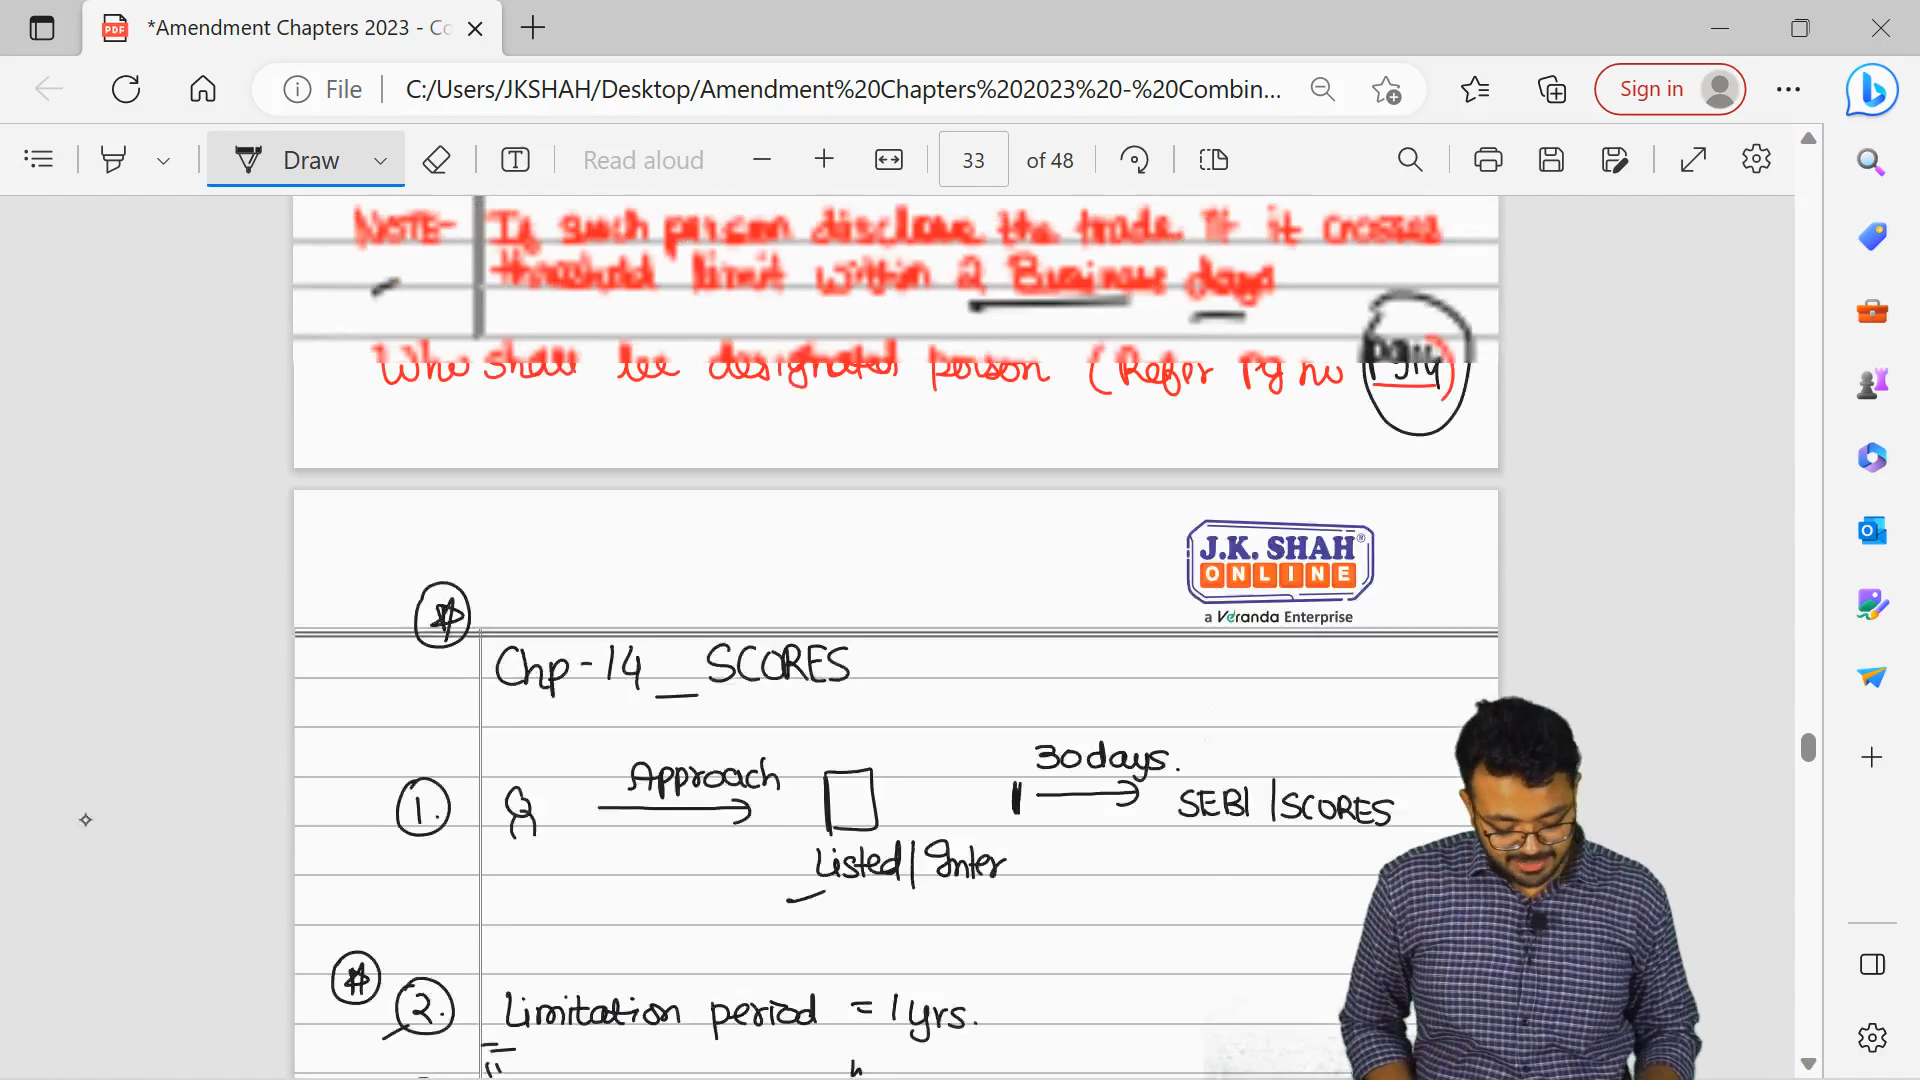 *Amendment Chapters 2023 - Co
File
C:/Users/JKSHAH/Desktop/Amendment%20Chapters%202023%20-%20Combin...
Sign in
Draw
Read aloud
33 of 48
NOTE- If such person disclose the trade If it crosses
threshold limit within 2 Business days
Who shall be designated person (Refer pg no pg14)
J.K. SHAH®
ONLINE
a Veranda Enterprise
Chp-14 _ SCORES
1. Approach 30 days.
SEBI | SCORES
Listed | Inter
2. Limitation period = 1 yrs.